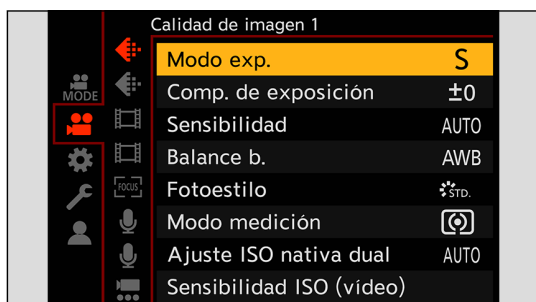 Calidad de imagen 1
MODE
Modo exp. S
Comp. de exposición ±0
Sensibilidad AUTO
Balance b. AWB
FOCUS
Fotoestilo STD.
Modo medición
Ajuste ISO nativa dual AUTO
Sensibilidad ISO (vídeo)